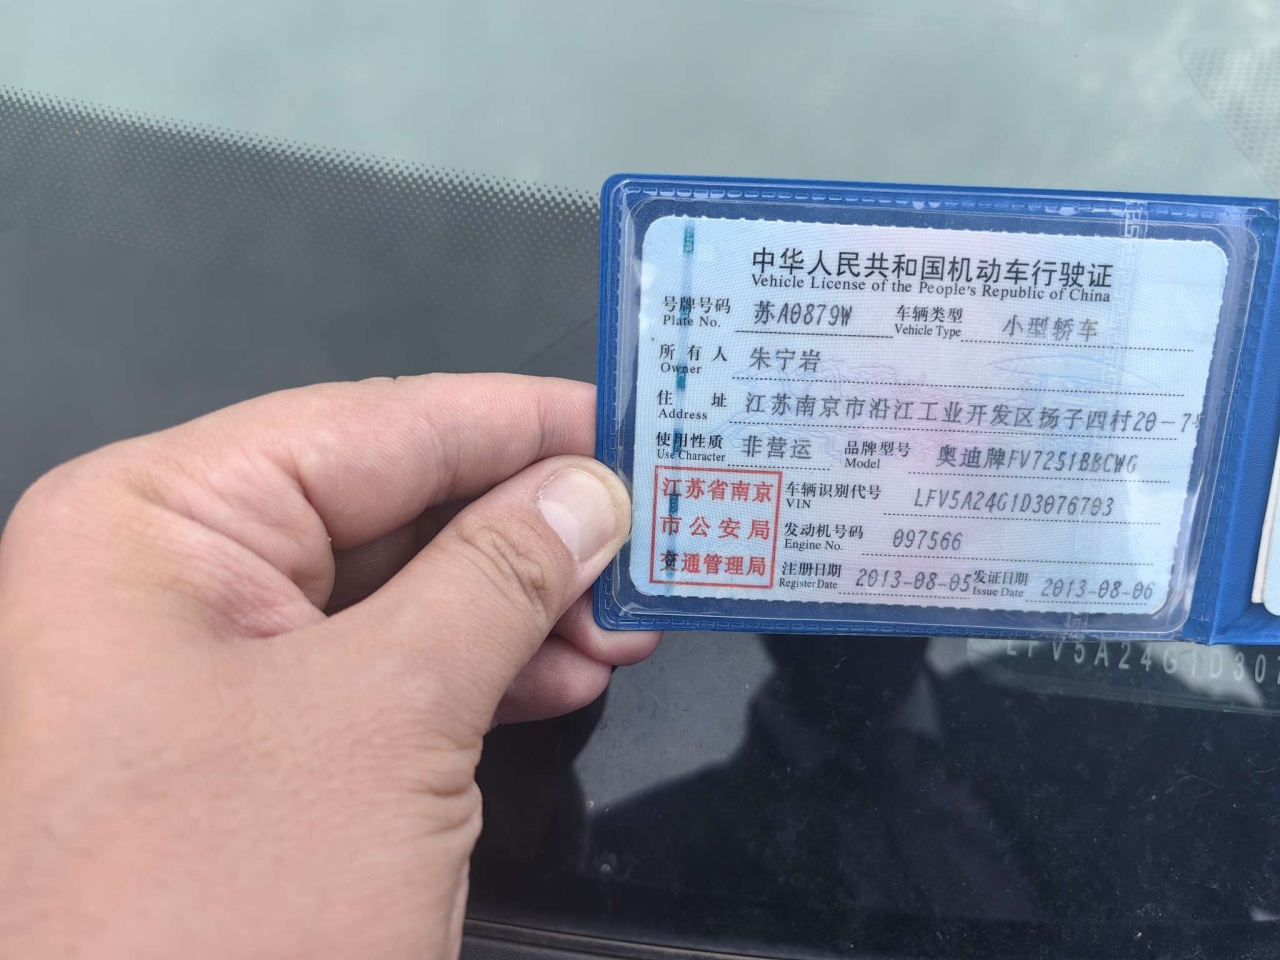 中华人民共和国机动车行驶证
Vehicle License of the People's Republic of China
号牌号码 苏A0879W 车辆类型 小型轿车
Plate No. Vehicle Type
所有人 朱宁岩
Owner
住址 江苏南京市沿江工业开发区扬子四村20-7
Address
使用性质 非营运 品牌型号 奥迪牌FV7251BBCWG
Use Character Model
江苏省南京
市公安局
交通管理局
车辆识别代号 LFV5A24G1D3076703
VIN
发动机号码 097566
Engine No.
注册日期 2013-08-05 发证日期 2013-08-06
Register Date Issue Date
LFV5A24G1D307